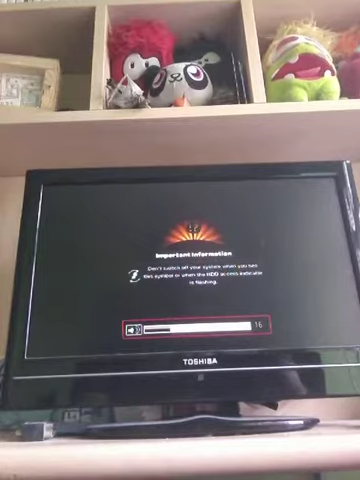 Important Information
Don't switch off your system when you see
this symbol or when the HDD access indicator
is flashing.
16
TOSHIBA